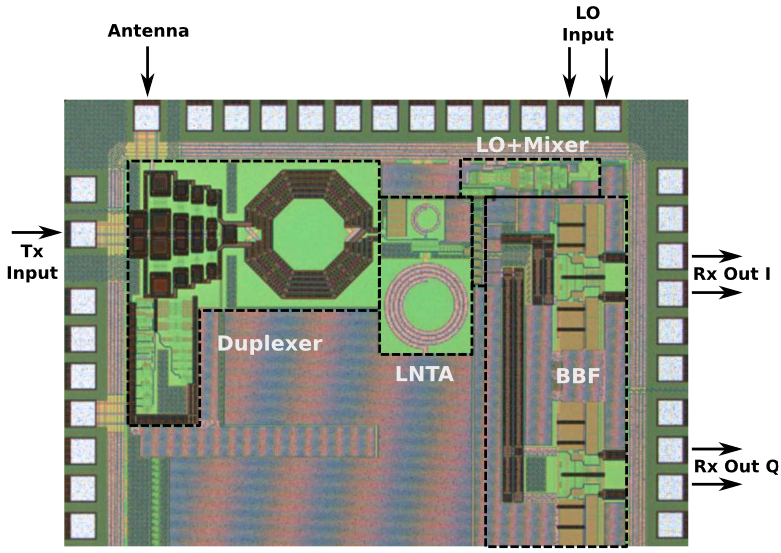 Antenna
LO
Input
LO+Mixer
Tx
Input
Rx Out I
Duplexer
LNTA
BBF
Rx Out Q